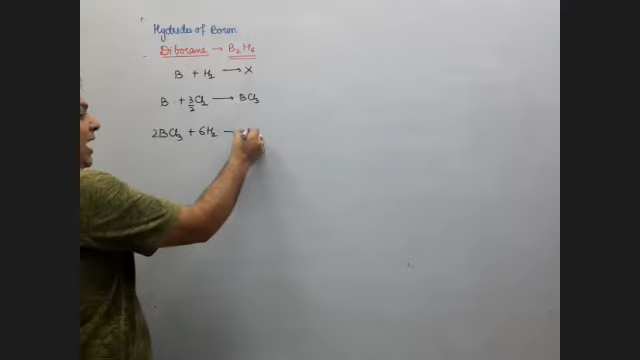 Hydrides of Boron
Diborane → B₂H₆
B + H₂ → X
B + 3/2 Cl₂ → BCl₃
2BCl₃ + 6H₂ —